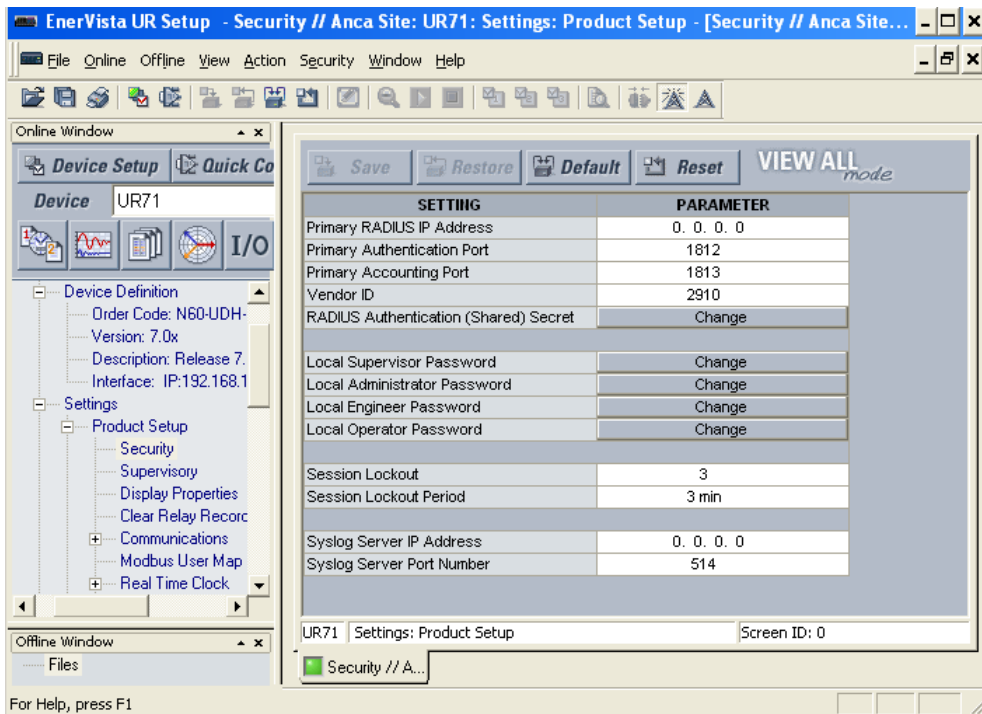 EnerVista UR Setup - Security // Anca Site: UR71: Settings: Product Setup - [Security // Anca Site...
File Online Offline View Action Security Window Help
Online Window
Device Setup Quick Co
Device UR71
I/O
Device Definition
Order Code: N60-UDH-
Version: 7.0x
Description: Release 7.
Interface: IP:192.168.1
Settings
Product Setup
Security
Supervisory
Display Properties
Clear Relay Recorc
Communications
Modbus User Map
Real Time Clock
Offline Window
Files
Save Restore Default Reset VIEW ALL mode
SETTING PARAMETER
Primary RADIUS IP Address 0. 0. 0. 0
Primary Authentication Port 1812
Primary Accounting Port 1813
Vendor ID 2910
RADIUS Authentication (Shared) Secret Change
Local Supervisor Password Change
Local Administrator Password Change
Local Engineer Password Change
Local Operator Password Change
Session Lockout 3
Session Lockout Period 3 min
Syslog Server IP Address 0. 0. 0. 0
Syslog Server Port Number 514
UR71 Settings: Product Setup Screen ID: 0
Security // A...
For Help, press F1